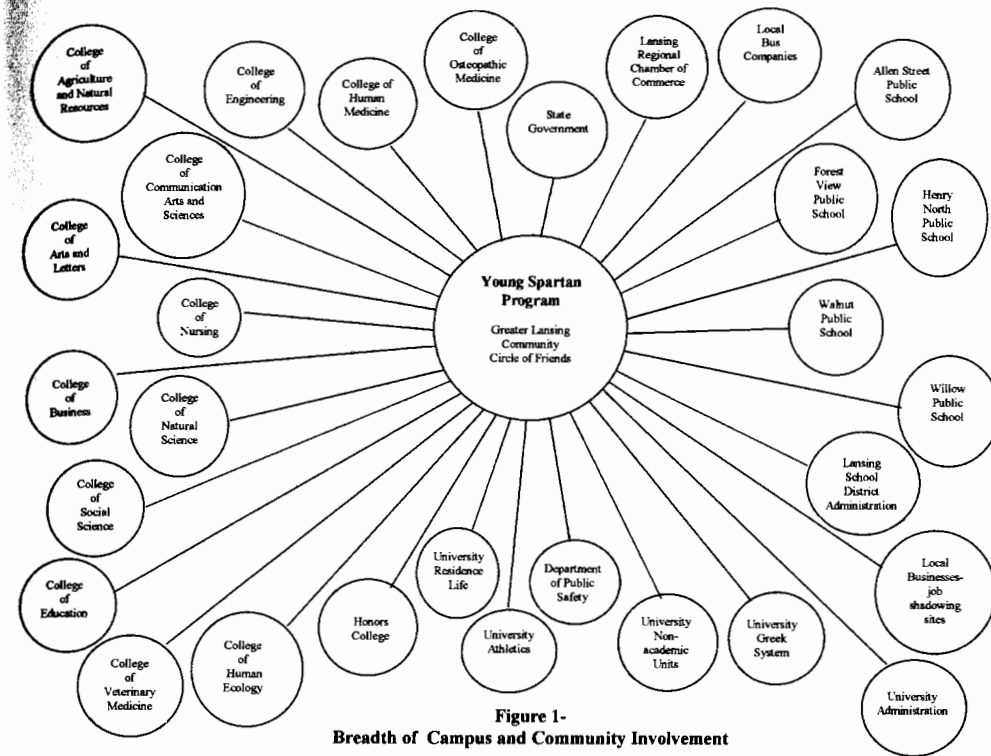 College
of
Agriculture
and Natural
Resources
College
of
Engineering
College of
Human
Medicine
College
of
Osteopathic
Medicine
State
Government
Lansing
Regional
Chamber of
Commerce
Local
Bus
Companies
Allen Street
Public
School
College
of
Communication
Arts and
Sciences
Forest
View
Public
School
Henry
North
Public
School
College
of
Arts and
Letters
College
of
Nursing
Young Spartan
Program
Greater Lansing
Community
Circle of Friends
Walnut
Public
School
College
of
Business
College
of
Natural
Science
Willow
Public
School
Lansing
School
District
Administration
College
of
Social
Science
College
of
Education
University
Residence
Life
Department
of Public
Safety
Local
Businesses-
job
shadowing
sites
College
of
Veterinary
Medicine
College
of
Human
Ecology
Honors
College
University
Athletics
University
Non-
academic
Units
University
Greek
System
University
Administration
Figure 1-
Breadth of Campus and Community Involvement